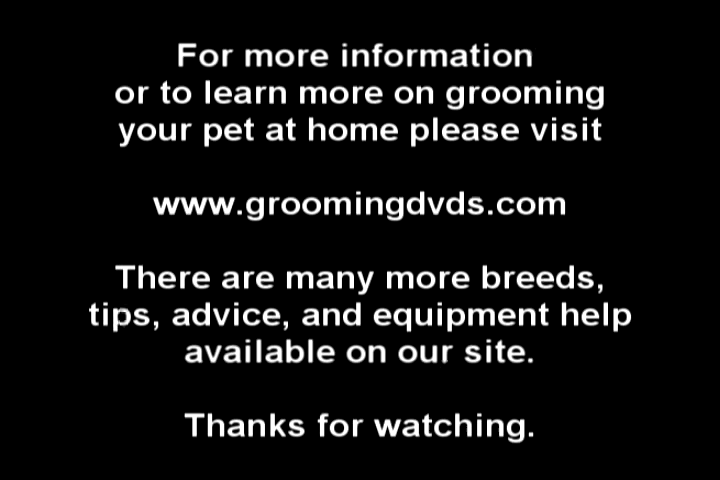 For more information
or to learn more on grooming
your pet at home please visit
www.groomingdvds.com
There are many more breeds,
tips, advice, and equipment help
available on our site.
Thanks for watching.